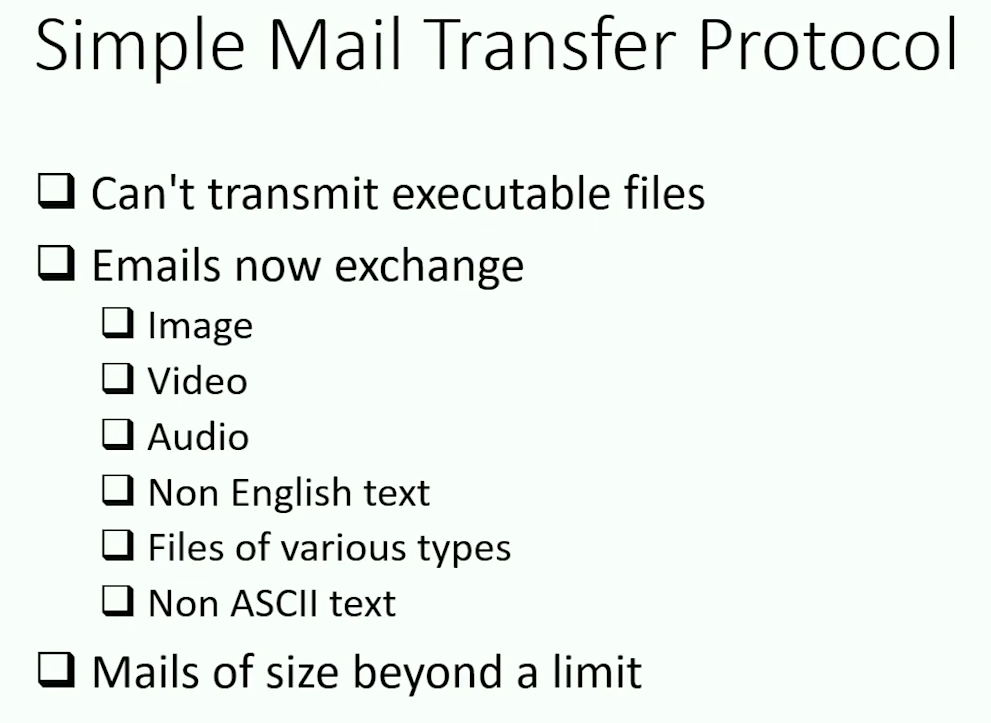 Simple Mail Transfer Protocol
Can't transmit executable files
Emails now exchange
Image
Video
Audio
Non English text
Files of various types
Non ASCII text
Mails of size beyond a limit